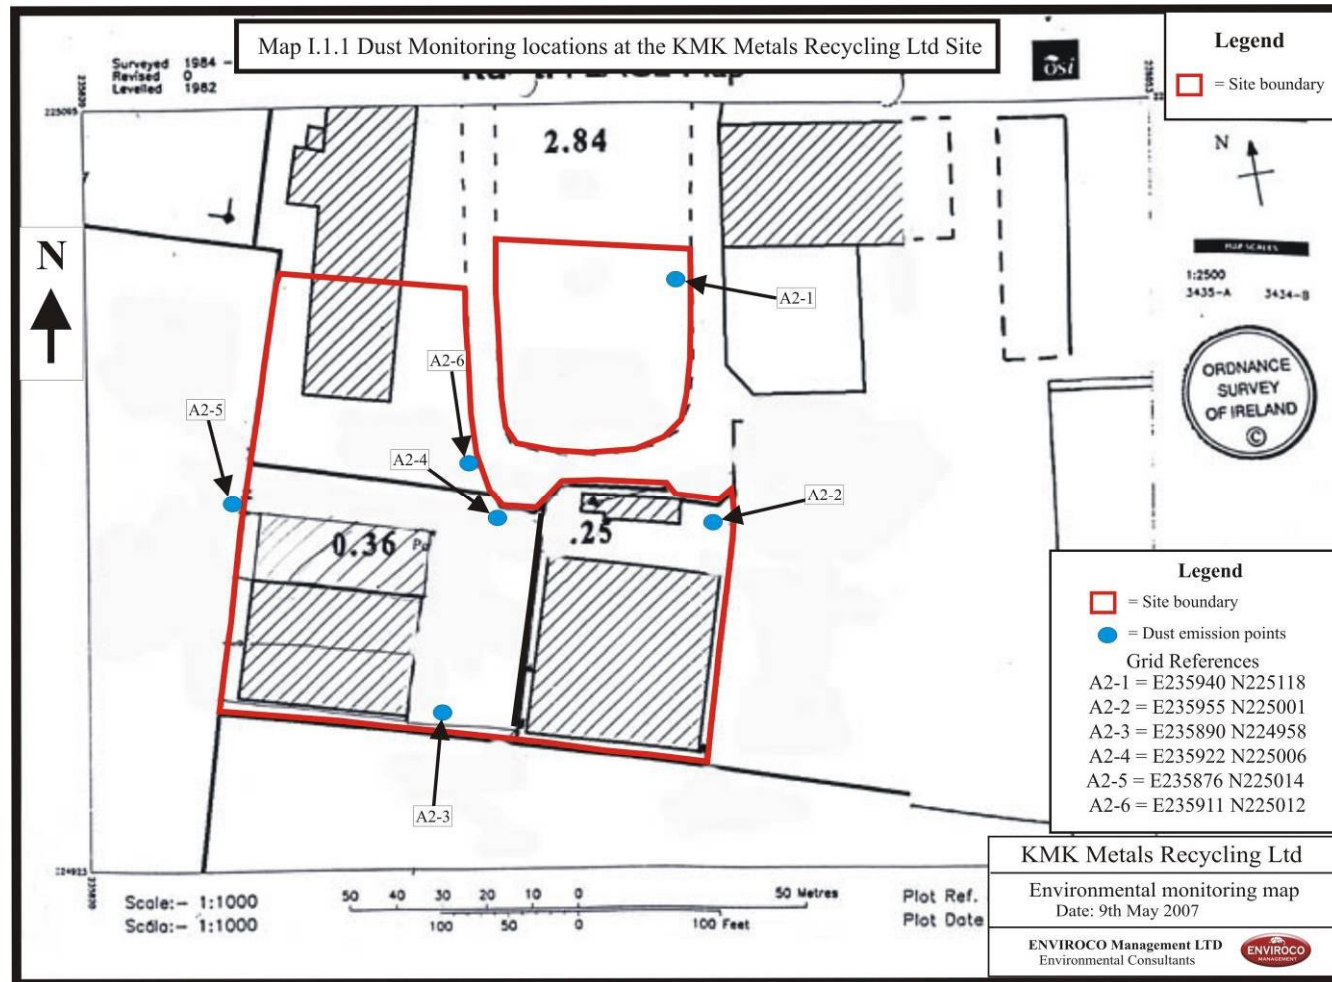 Map I.1.1 Dust Monitoring locations at the KMK Metals Recycling Ltd Site
Legend
= Site boundary
Surveyed 1984 -
Revised 0
Levelled 1982
osi
225095
2.84
N
N
MAP SCALES
1:2500
3435-A 3434-B
ORDNANCE
SURVEY
OF IRELAND
©
A2-1
A2-6
A2-5
A2-4
A2-2
0.36
.25
A2-3
Legend
= Site boundary
= Dust emission points
Grid References
A2-1 = E235940 N225118
A2-2 = E235955 N225001
A2-3 = E235890 N224958
A2-4 = E235922 N225006
A2-5 = E235876 N225014
A2-6 = E235911 N225012
KMK Metals Recycling Ltd
Environmental monitoring map
Date: 9th May 2007
ENVIROCO Management LTD
Environmental Consultants
ENVIROCO
MANAGEMENT
Scale:- 1:1000
Scála:- 1:1000
50 40 30 20 10 0 50 Metres
100 50 0 100 Feet
Plot Ref.
Plot Date